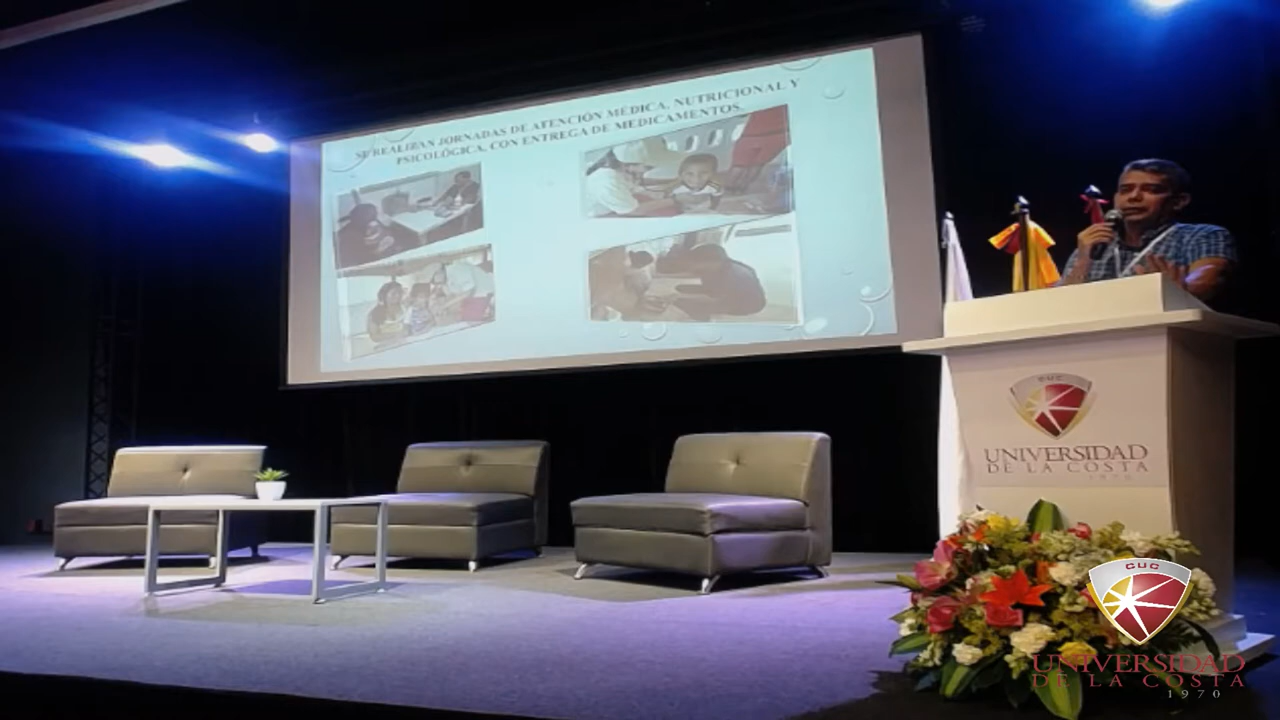 SE REALIZAN JORNADAS DE ATENCIÓN MÉDICA, NUTRICIONAL Y
PSICOLÓGICA, CON ENTREGA DE MEDICAMENTOS.
CUC
UNIVERSIDAD
DE LA COSTA
1970
CUC
UNIVERSIDAD
DE LA COSTA
1970